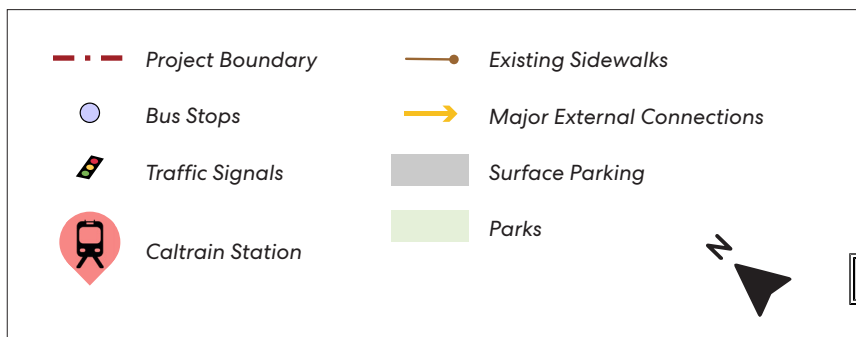 Project Boundary
Bus Stops
Traffic Signals
Caltrain Station
Existing Sidewalks
Major External Connections
Surface Parking
Parks
N